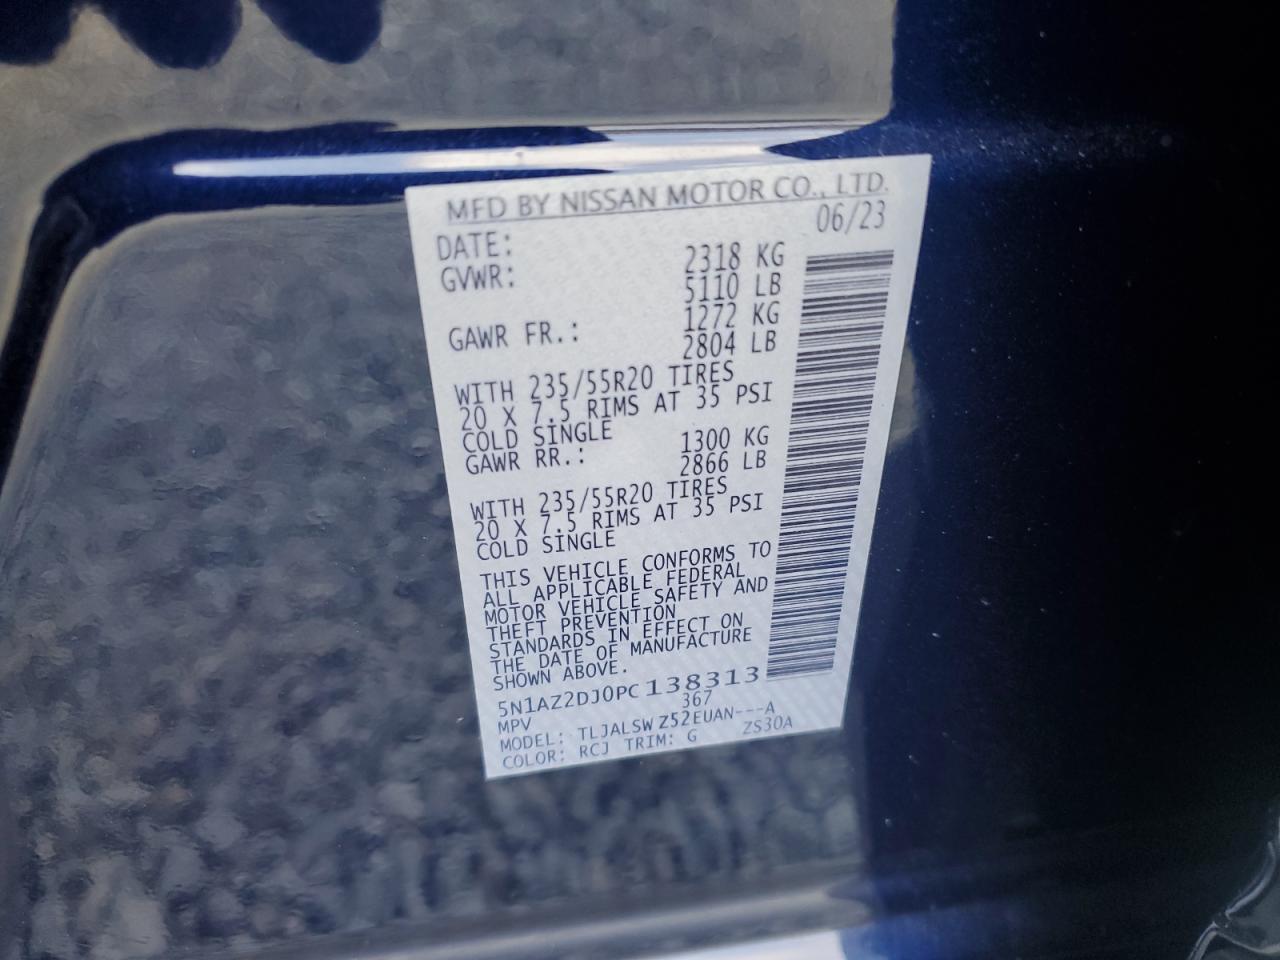 MFD BY NISSAN MOTOR CO., LTD.
DATE: 06/23
GVWR: 2318 KG
5110 LB
GAWR FR.: 1272 KG
2804 LB
WITH 235/55R20 TIRES
20 X 7.5 RIMS AT 35 PSI
COLD SINGLE
GAWR RR.: 1300 KG
2866 LB
WITH 235/55R20 TIRES
20 X 7.5 RIMS AT 35 PSI
COLD SINGLE
THIS VEHICLE CONFORMS TO
ALL APPLICABLE FEDERAL
MOTOR VEHICLE SAFETY AND
THEFT PREVENTION
STANDARDS IN EFFECT ON
THE DATE OF MANUFACTURE
SHOWN ABOVE.
5N1AZ2DJ0PC138313
MPV 367
MODEL: TLJALSW Z52EUAN---A
COLOR: RCJ TRIM: G ZS30A